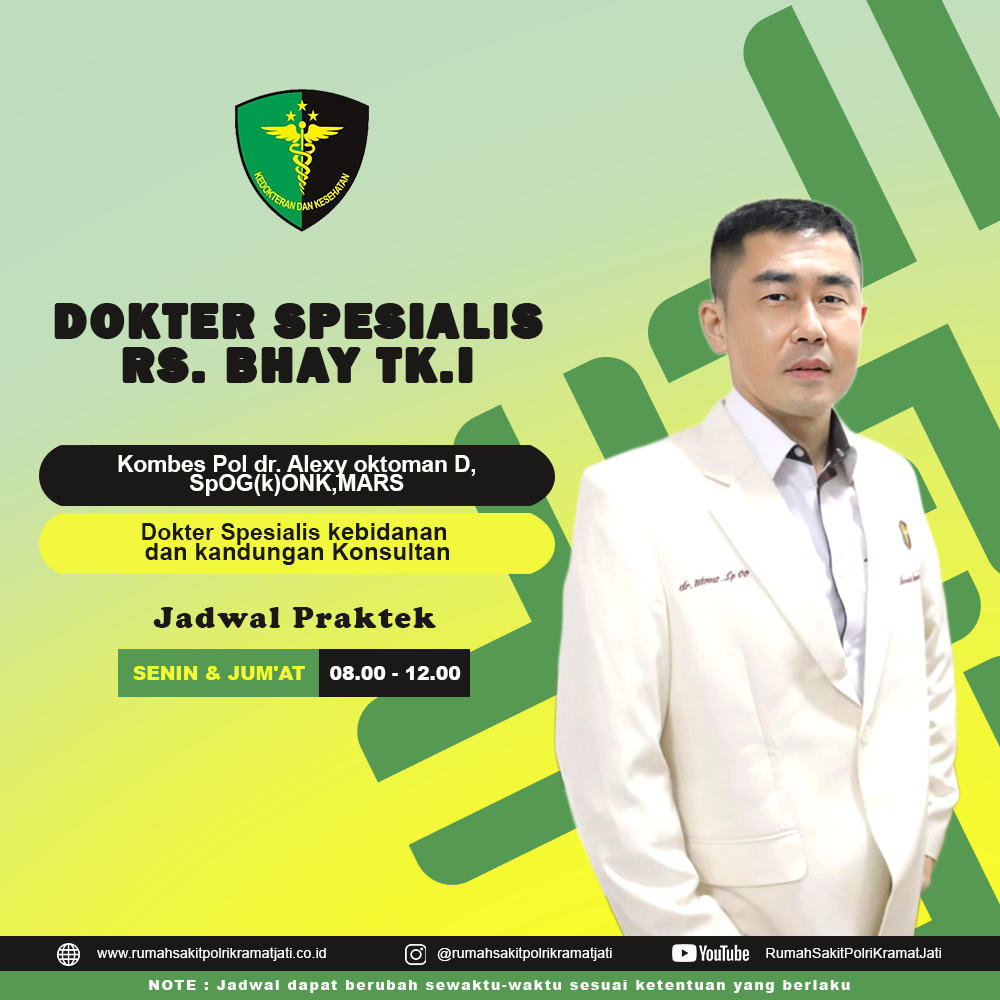 KEDOKTERAN DAN KESEHATAN
DOKTER SPESIALIS
RS. BHAY TK.I
Kombes Pol dr. Alexy oktoman D,
SpOG(k)ONK,MARS
Dokter Spesialis kebidanan
dan kandungan Konsultan
Jadwal Praktek
SENIN & JUM'AT 08.00 - 12.00
www.rumahsakitpolrikramatjati.co.id @rumahsakitpolrikramatjati YouTube RumahSakitPolriKramatJati
NOTE : Jadwal dapat berubah sewaktu-waktu sesuai ketentuan yang berlaku